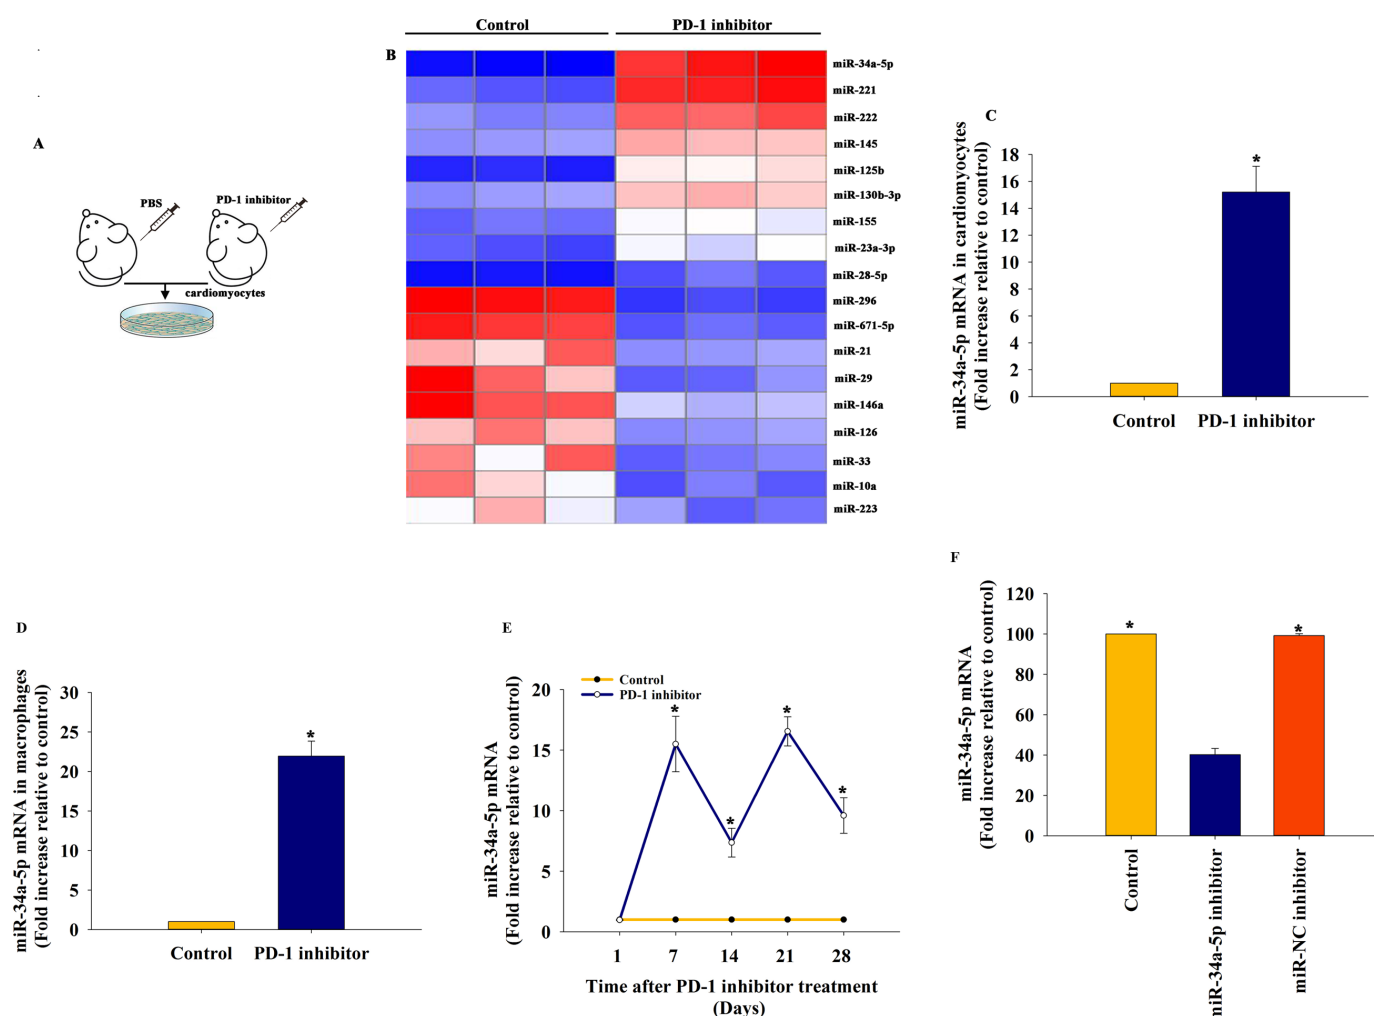 A
PBS
PD-1 inhibitor
cardiomyocytes
B
Control
PD-1 inhibitor
miR-34a-5p
miR-221
miR-222
miR-145
miR-125b
miR-130b-3p
miR-155
miR-23a-3p
miR-28-5p
miR-296
miR-671-5p
miR-21
miR-29
miR-146a
miR-126
miR-33
miR-10a
miR-223
C
miR-34a-5p mRNA in cardiomyocytes
(Fold increase relative to control)
18
16
14
12
10
8
6
4
2
0
*
Control
PD-1 inhibitor
D
miR-34a-5p mRNA in macrophages
(Fold increase relative to control)
30
25
20
15
10
5
0
*
Control
PD-1 inhibitor
E
miR-34a-5p mRNA
(Fold increase relative to control)
Control
PD-1 inhibitor
20
15
10
5
0
*
*
*
*
1
7
14
21
28
Time after PD-1 inhibitor treatment
(Days)
F
miR-34a-5p mRNA
(Fold increase relative to control)
120
100
80
60
40
20
0
*
*
Control
miR-34a-5p inhibitor
miR-NC inhibitor